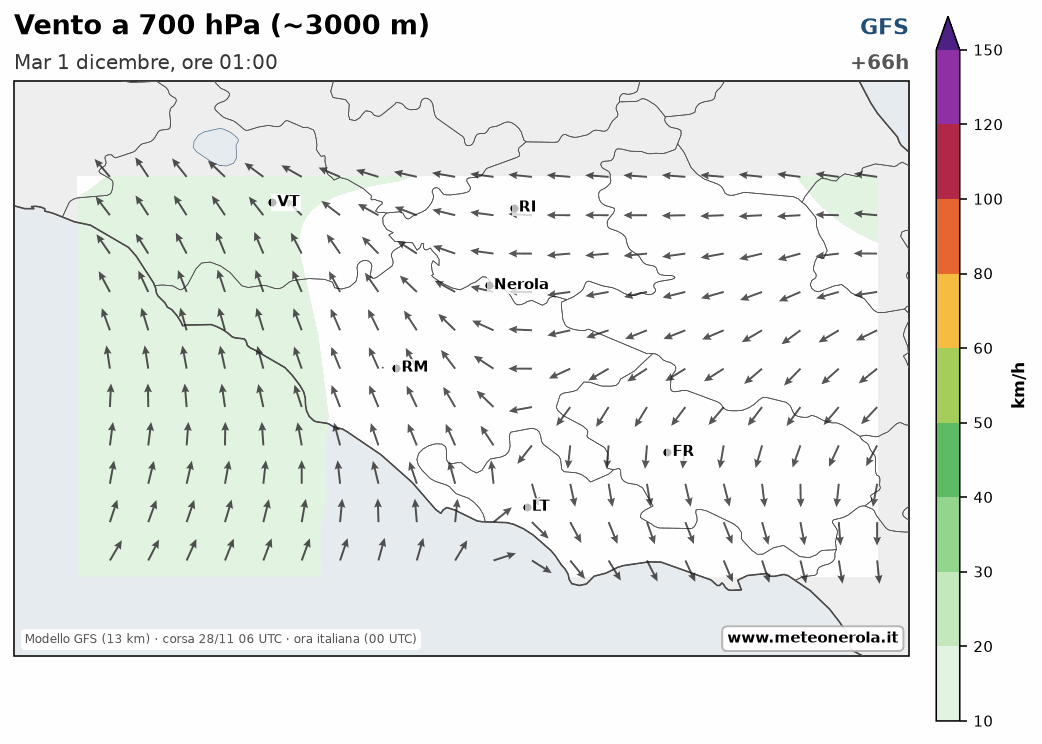 Vento a 700 hPa (~3000 m)
GFS
Mar 1 dicembre, ore 01:00
+66h
150
120
100
80
60
50
40
30
20
10
km/h
VT
RI
Nerola
RM
FR
LT
Modello GFS (13 km) · corsa 28/11 06 UTC · ora italiana (00 UTC)
www.meteonerola.it